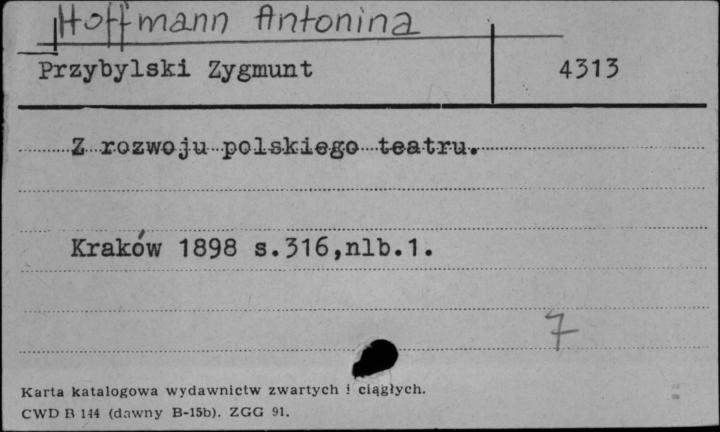 Hoffmann Antonina
Przybylski Zygmunt 4313
Z rozwoju polskiego teatru.
Kraków 1898 s.316,nlb.1.
7
Karta katalogowa wydawnictw zwartych i ciągłych.
CWD B 144 (dawny B-15b). ZGG 91.